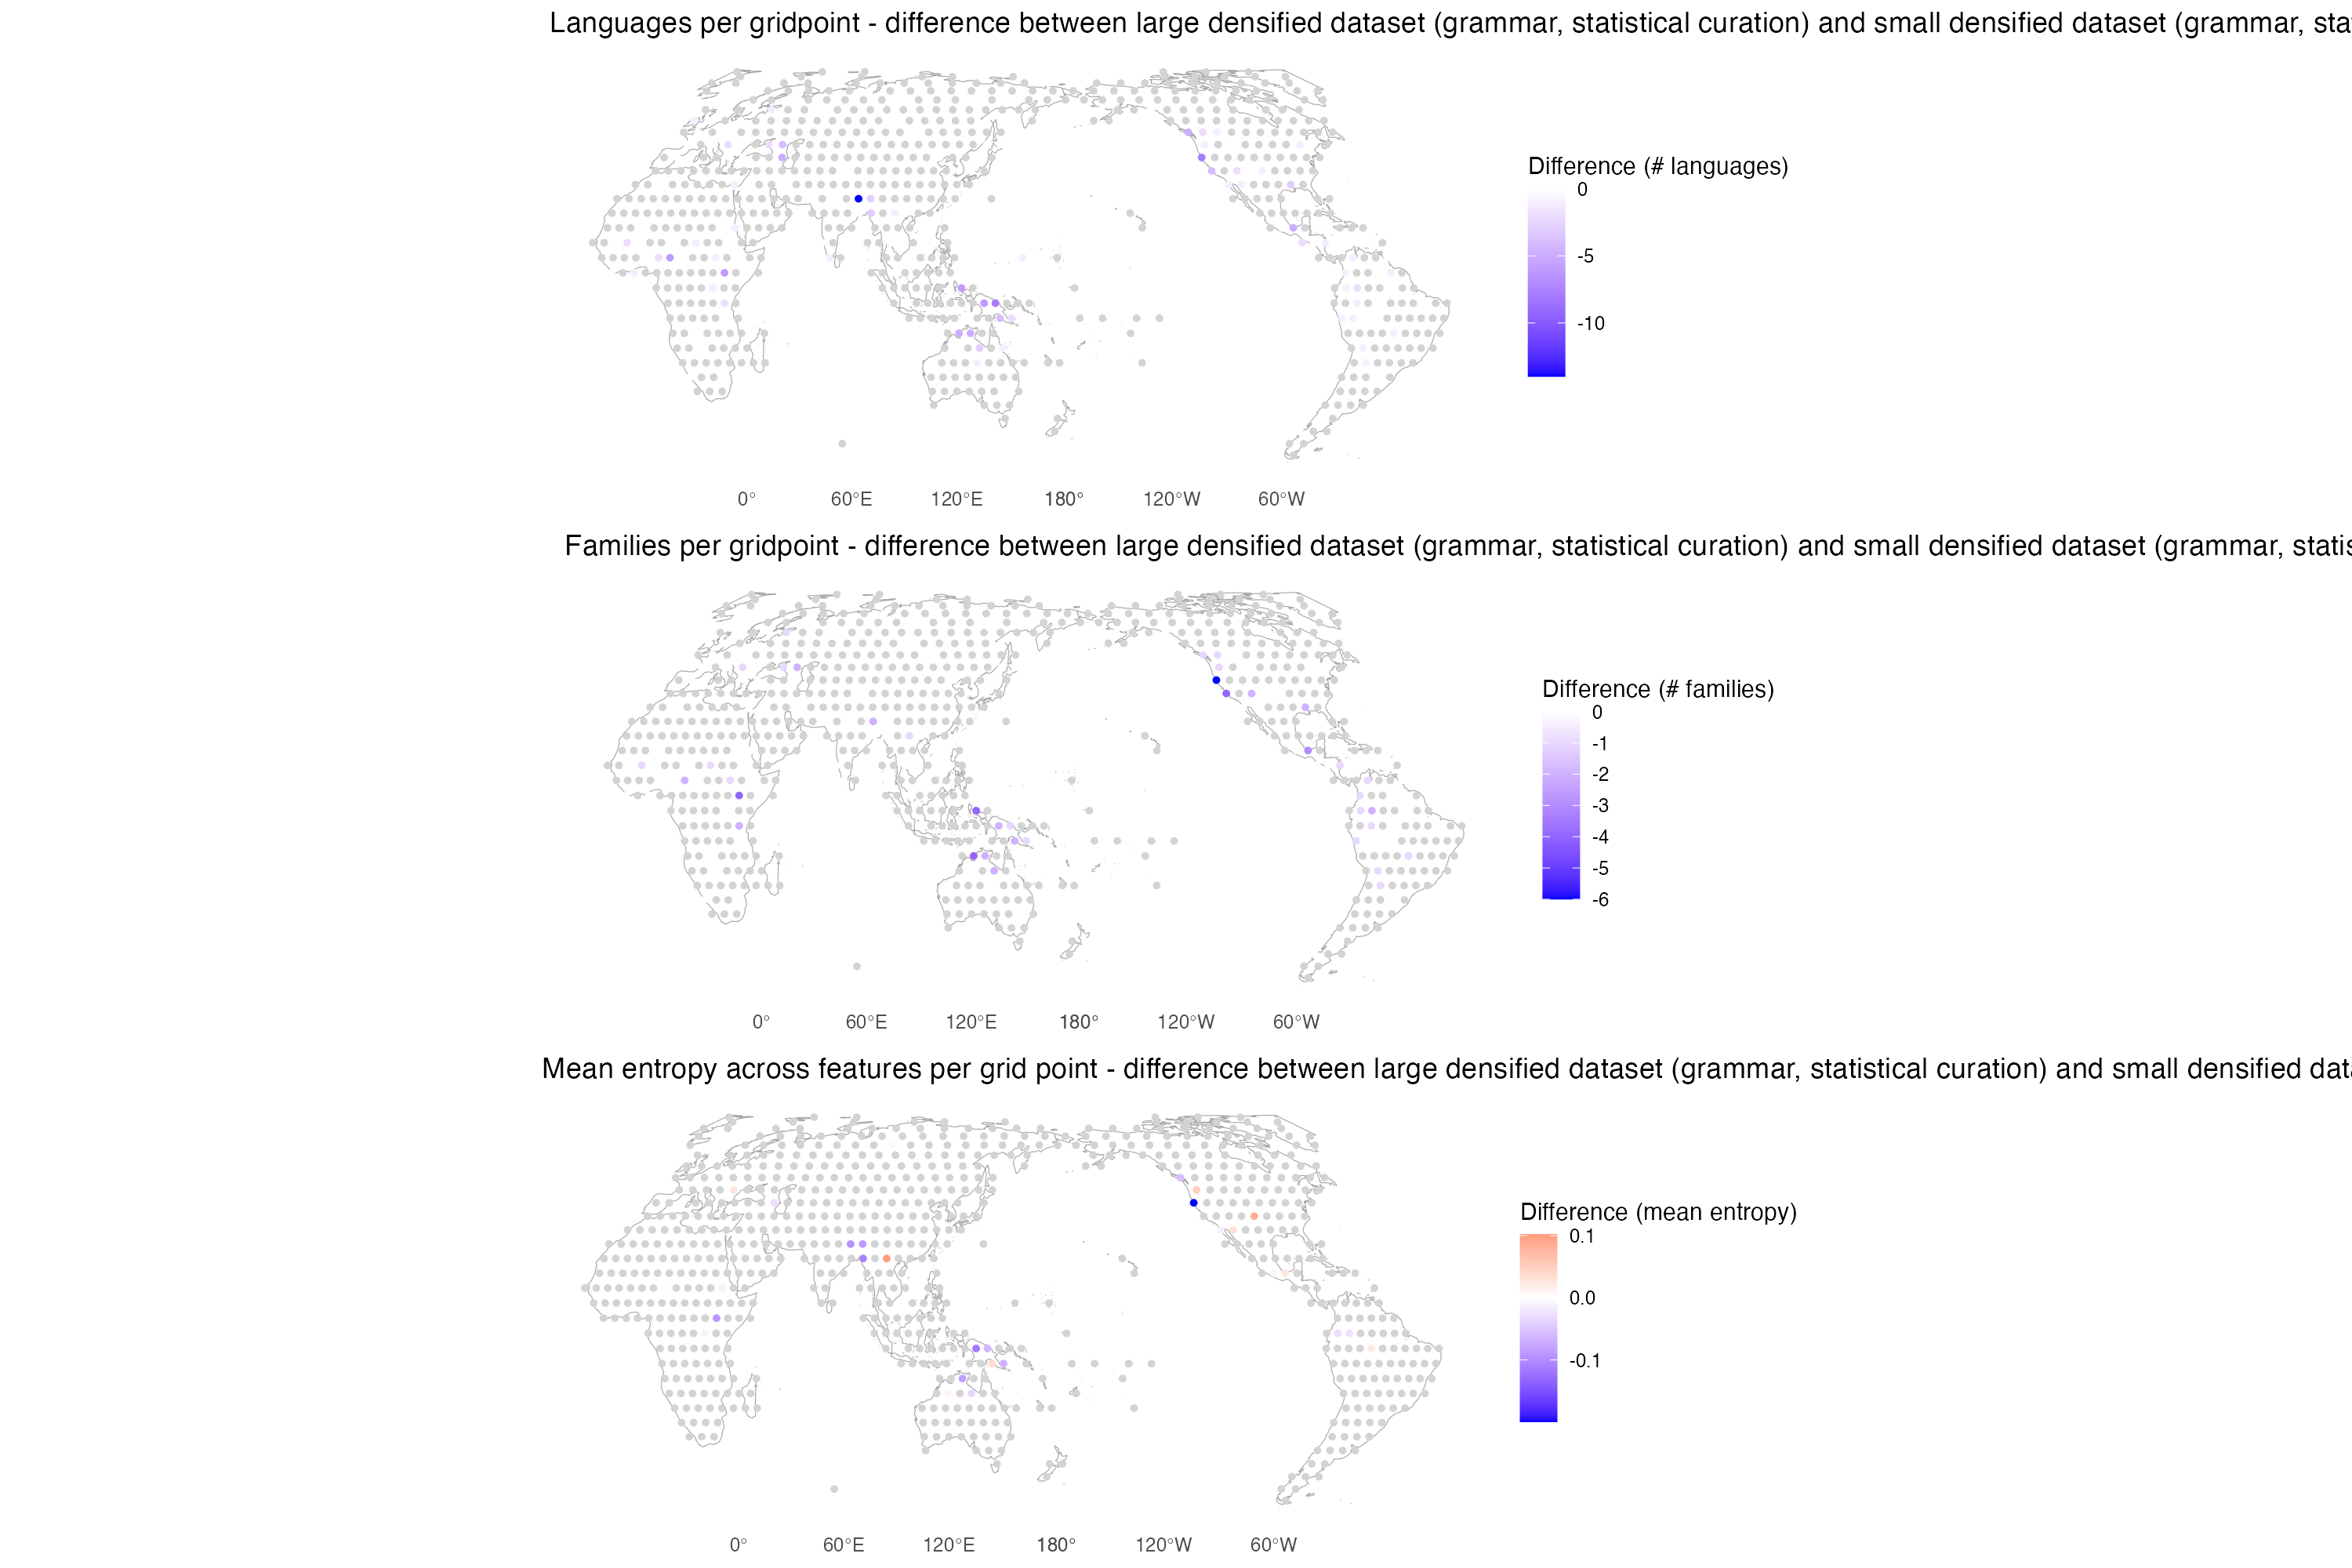 Languages per gridpoint - difference between large densified dataset (grammar, statistical curation) and small densified dataset (grammar,
Difference (# languages)
0
-5
-10
0° 60°E 120°E 180° 120°W 60°W
Families per gridpoint - difference between large densified dataset (grammar, statistical curation) and small densified dataset (grammar,
Difference (# families)
0
-1
-2
-3
-4
-5
-6
0° 60°E 120°E 180° 120°W 60°W
Mean entropy across features per grid point - difference between large densified dataset (grammar, statistical curation) and small densified
Difference (mean entropy)
0.1
0.0
-0.1
0° 60°E 120°E 180° 120°W 60°W